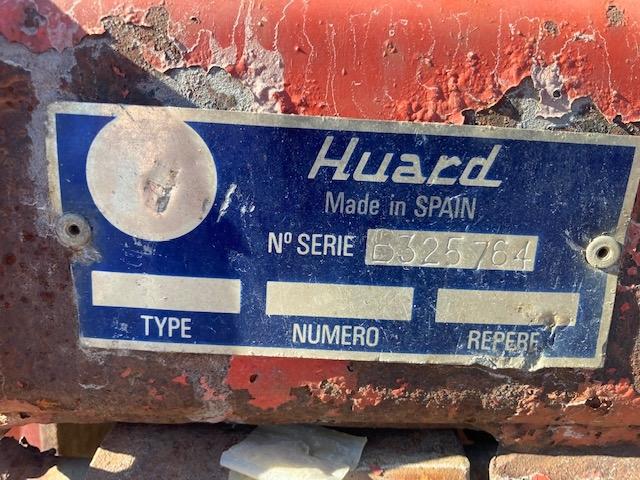 Huard
Made in SPAIN
Nº SERIE E325764
TYPE NUMERO REPERE